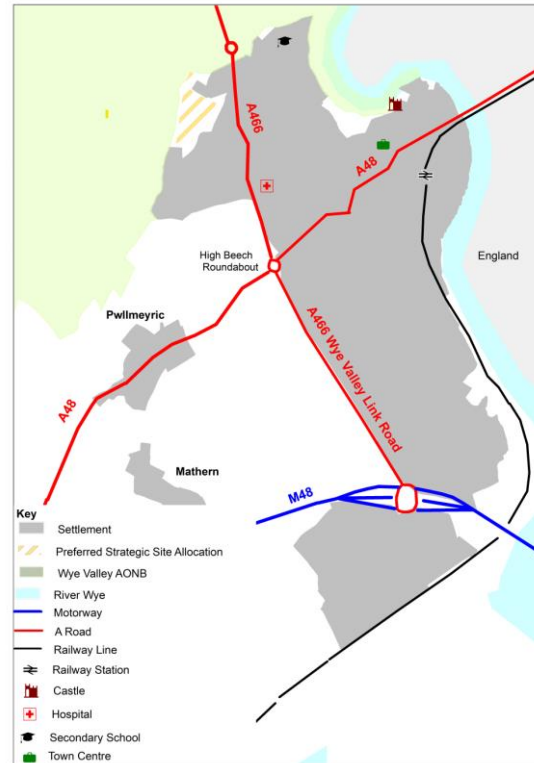 A466
A48
High Beech
Roundabout
England
Pwllmeyric
A466 Wye Valley Link Road
A48
Mathern
M48
Key
Settlement
Preferred Strategic Site Allocation
Wye Valley AONB
River Wye
Motorway
A Road
Railway Line
Railway Station
Castle
Hospital
Secondary School
Town Centre